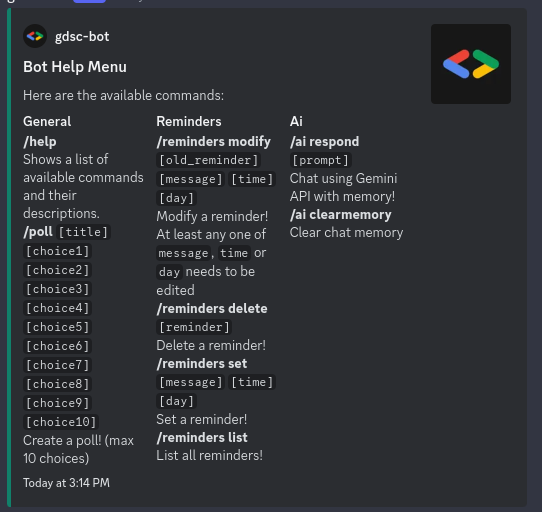 gdsc-bot
Bot Help Menu
Here are the available commands:
General
/help
Shows a list of
available commands
and their
descriptions.
/poll [title]
[choice1]
[choice2]
[choice3]
[choice4]
[choice5]
[choice6]
[choice7]
[choice8]
[choice9]
[choice10]
Create a poll! (max
10 choices)
Reminders
/reminders modify
[old_reminder]
[message] [time]
[day]
Modify a reminder!
At least any one of
message, time or
day needs to be
edited
/reminders delete
[reminder]
Delete a reminder!
/reminders set
[message] [time]
[day]
Set a reminder!
/reminders list
List all reminders!
Ai
/ai respond
[prompt]
Chat using Gemini
API with memory!
/ai clearmemory
Clear chat memory
Today at 3:14 PM